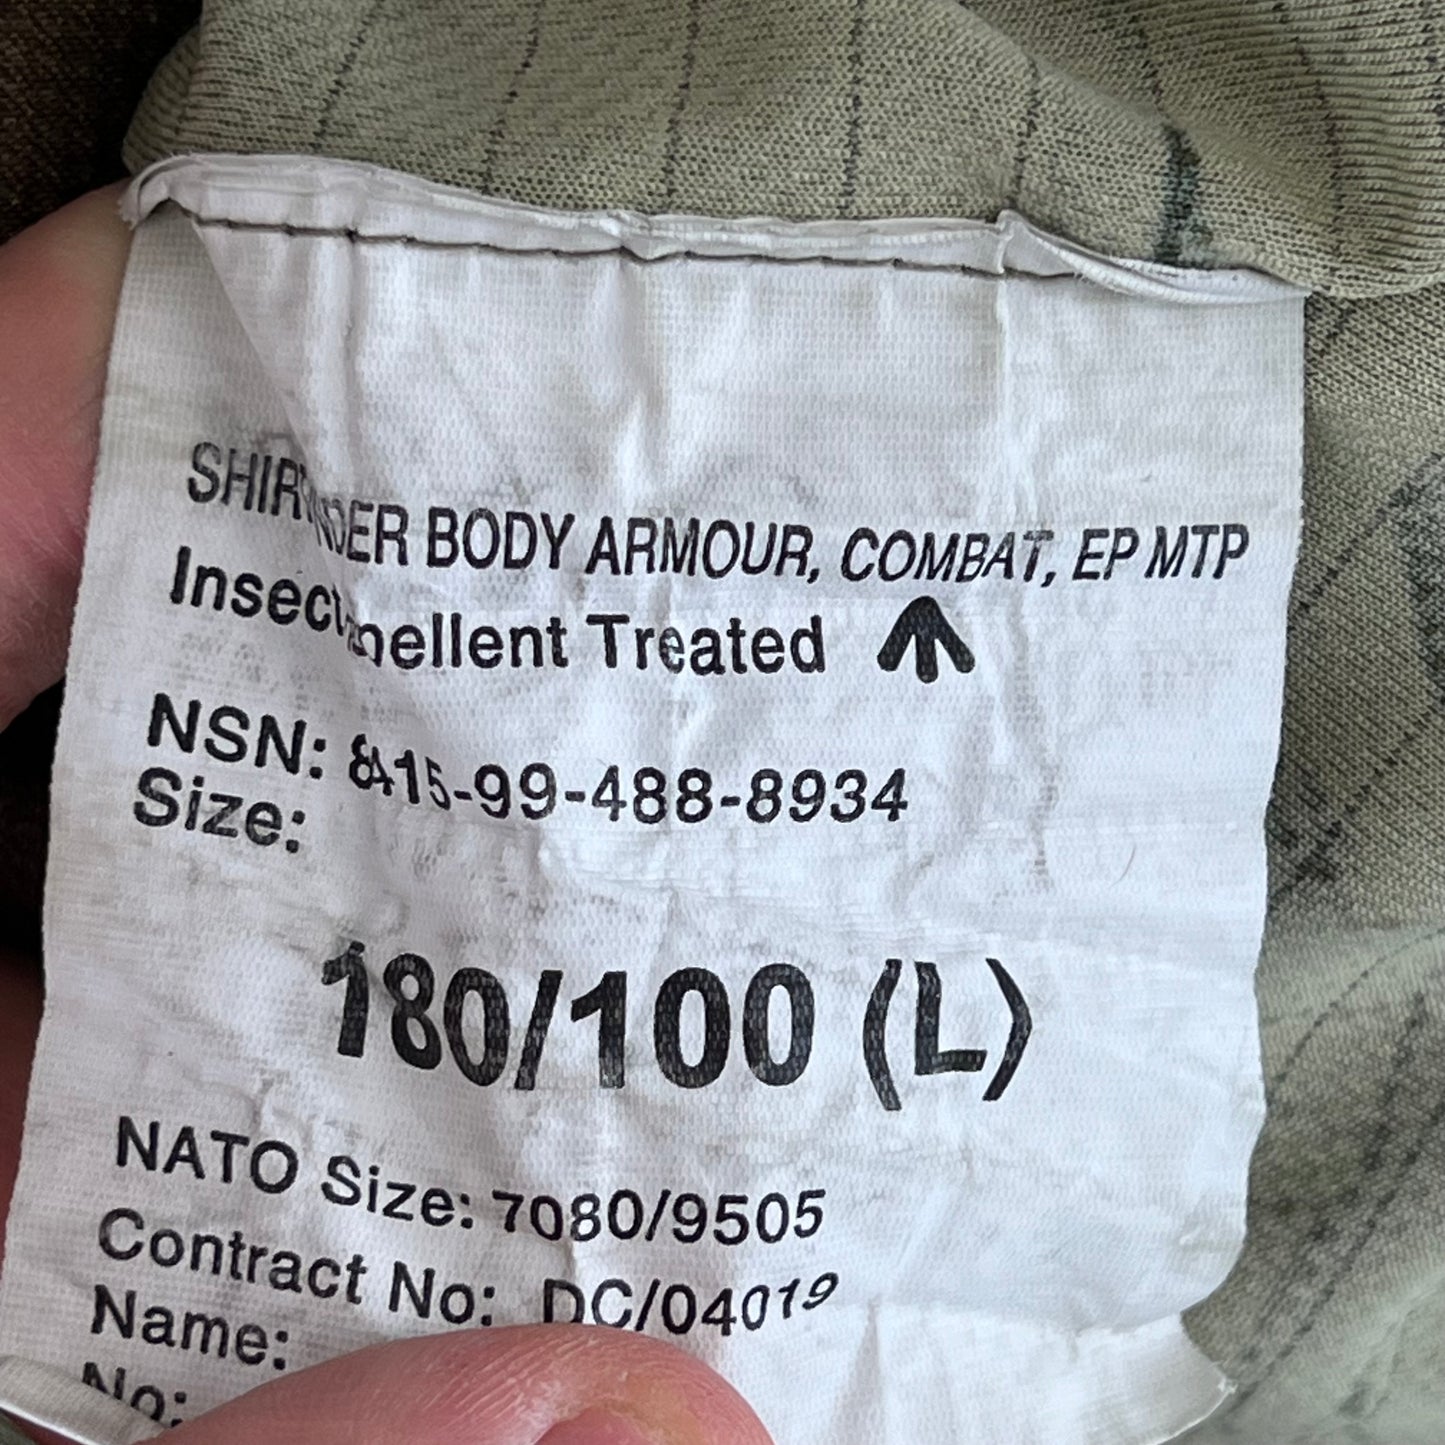 SHIRT UNDER BODY ARMOUR, COMBAT, EP MTP
Insect Treated
NSN: 8415-99-488-8934
Size:
180/100 (L)
NATO Size: 7080/9505
Contract No: DC/04019
Name:
No: